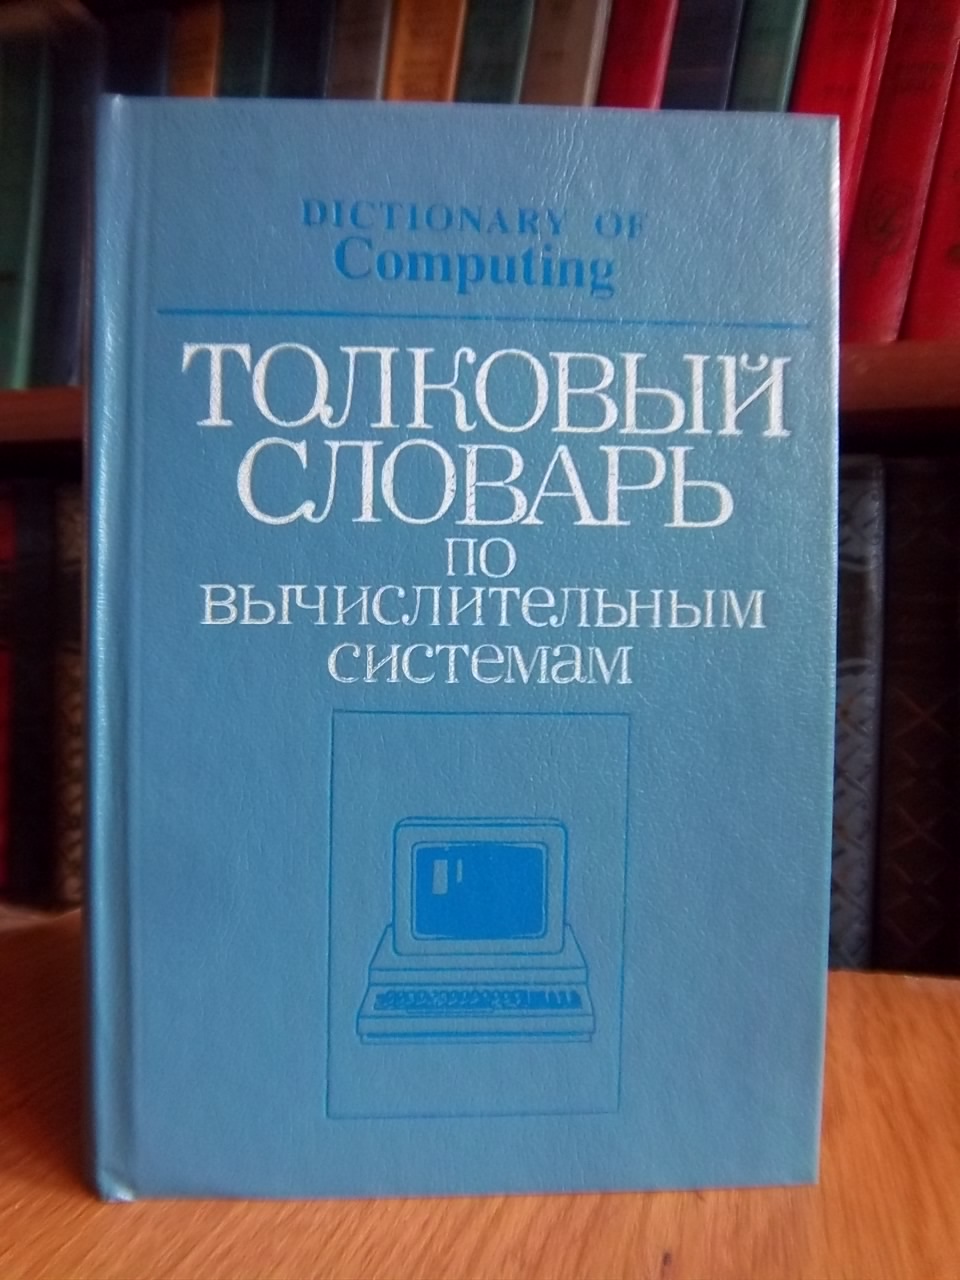 DICTIONARY OF
Computing
ТОЛКОВЫЙ
СЛОВАРЬ
ПО
ВЫЧИСЛИТЕЛЬНЫМ
СИСТЕМАМ